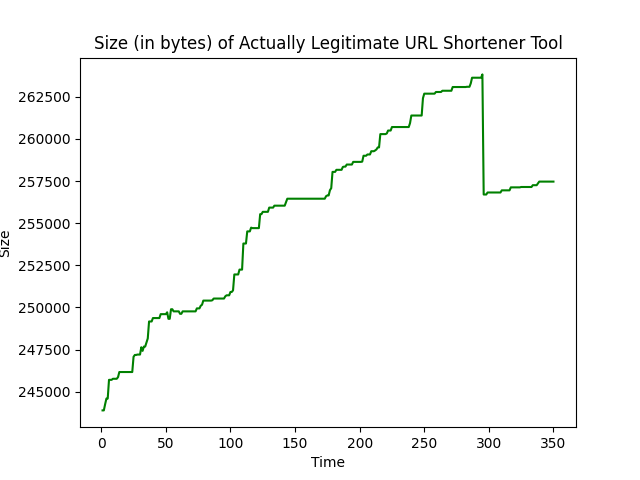 Size (in bytes) of Actually Legitimate URL Shortener Tool
262500
260000
257500
255000
252500
250000
247500
245000
Size
0 50 100 150 200 250 300 350
Time